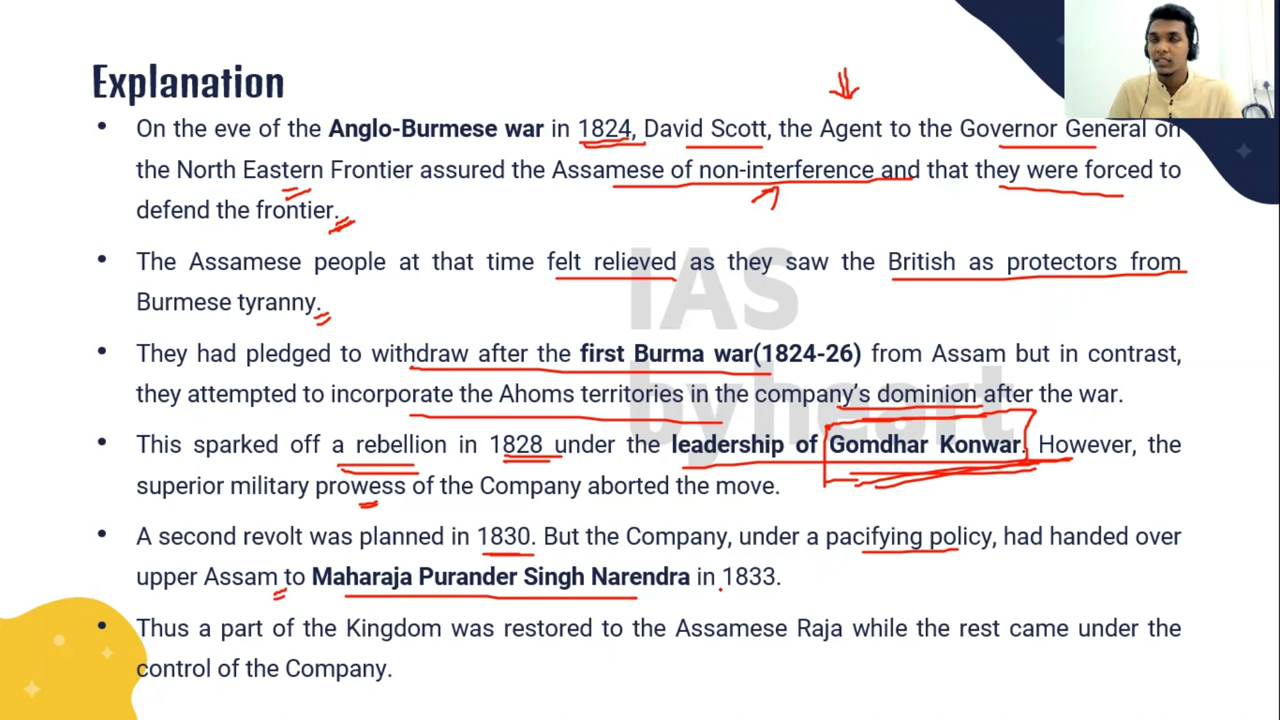 Explanation
• On the eve of the Anglo-Burmese war in 1824, David Scott, the Agent to the Governor General on
the North Eastern Frontier assured the Assamese of non-interference and that they were forced to
defend the frontier.
• The Assamese people at that time felt relieved as they saw the British as protectors from
Burmese tyranny.
• They had pledged to withdraw after the first Burma war(1824-26) from Assam but in contrast,
they attempted to incorporate the Ahoms territories in the company's dominion after the war.
• This sparked off a rebellion in 1828 under the leadership of Gomdhar Konwar. However, the
superior military prowess of the Company aborted the move.
• A second revolt was planned in 1830. But the Company, under a pacifying policy, had handed over
upper Assam to Maharaja Purander Singh Narendra in 1833.
• Thus a part of the Kingdom was restored to the Assamese Raja while the rest came under the
control of the Company.
IAS
byheart